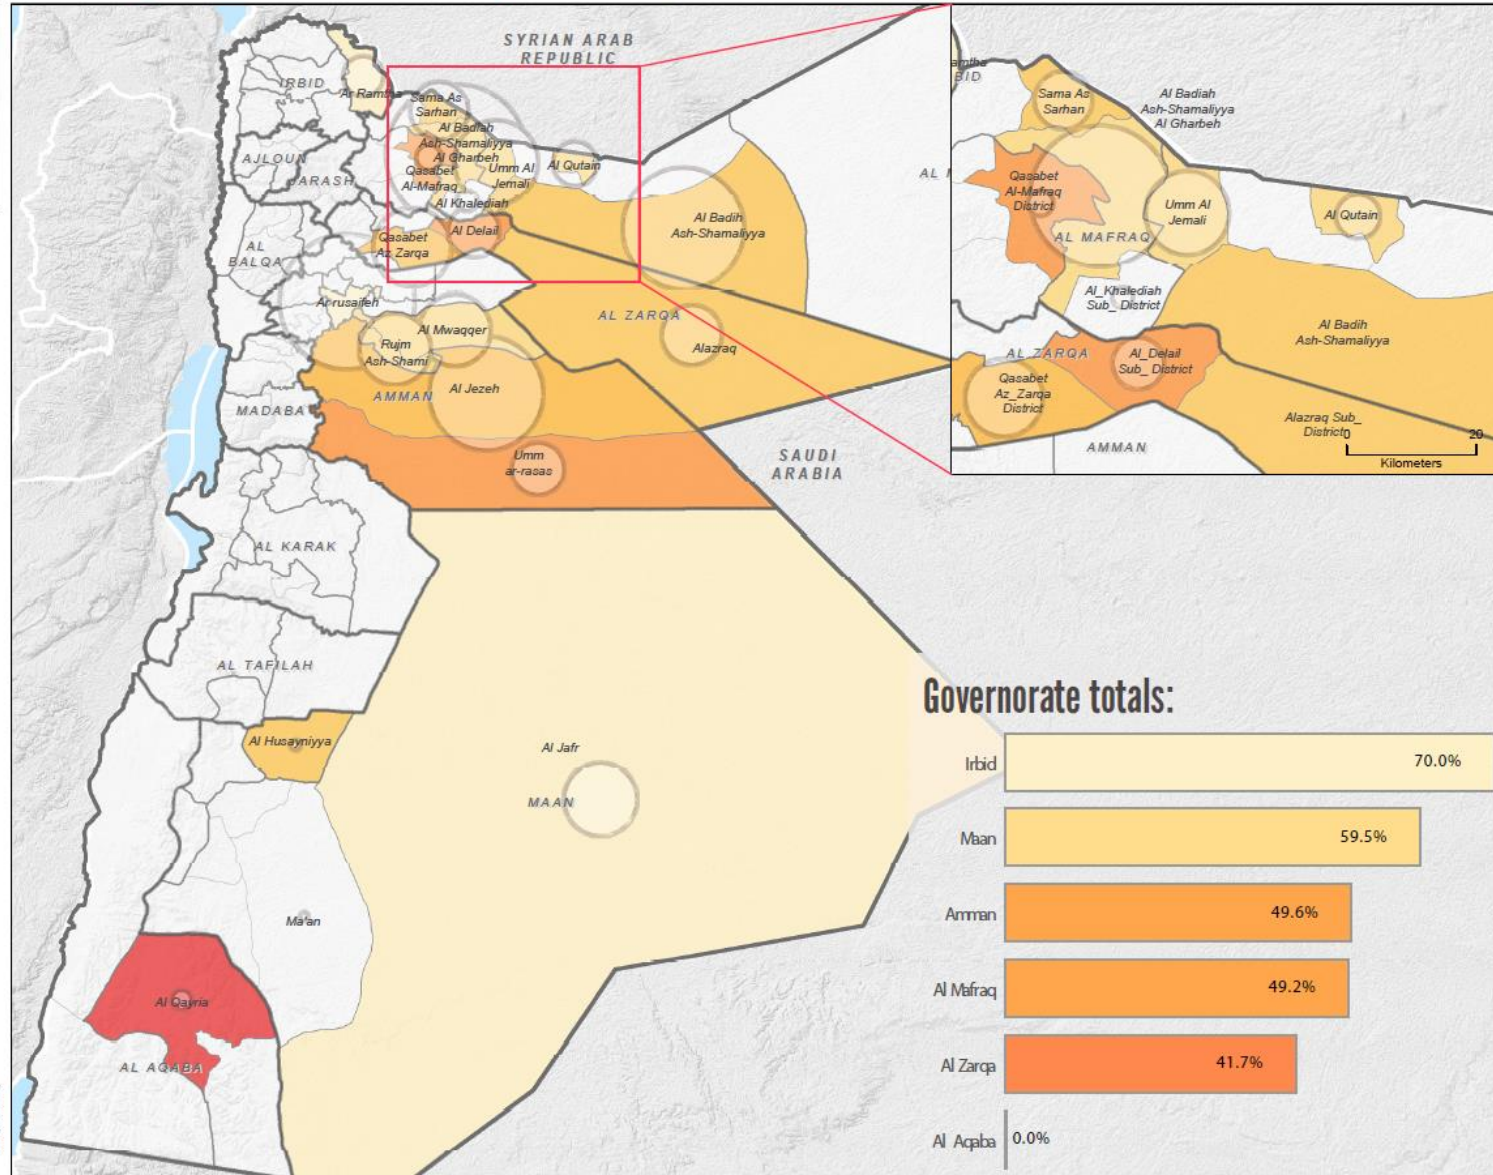 SYRIAN ARAB
REPUBLIC
IRBID
Ar Ramtha
Sama As
Sarhan
Al Badiah
Ash-Shamaliyya
Al Gharbeh
AJLOUN
JARASH
Qasabet
Al-Mafraq
Umm Al
Jemali
Al Qutain
Al Khalediah
Al Delail
Qasabet
Az Zarqa
Al Badih
Ash-Shamaliyya
AL
BALQA
Ar rusaifeh
Al Mwaqqer
Rujm
Ash-Shami
AL ZARQA
Alazraq
Al Jezeh
AMMAN
MADABA
Umm
ar-rasas
SAUDI
ARABIA
AL KARAK
AL TAFILAH
Al Husayniyya
Al Jafr
MAAN
Ma'an
Al Qayria
AL AQABA
amtha
BID
Sama As
Sarhan
Al Badiah
Ash-Shamaliyya
Al Gharbeh
AL M
Qasabet
Al-Mafraq
District
Umm Al
Jemali
Al Qutain
AL MAFRAQ
Al_Khalediah
Sub_ District
Al Badih
Ash-Shamaliyya
AL ZARQA
Al_Delail
Sub_ District
Qasabet
Az_Zarqa
District
Alazraq Sub_
District
AMMAN
0 20
Kilometers
Governorate totals:
Irbid 70.0%
Maan 59.5%
Amman 49.6%
Al Mafraq 49.2%
Al Zarqa 41.7%
Al Aqaba 0.0%